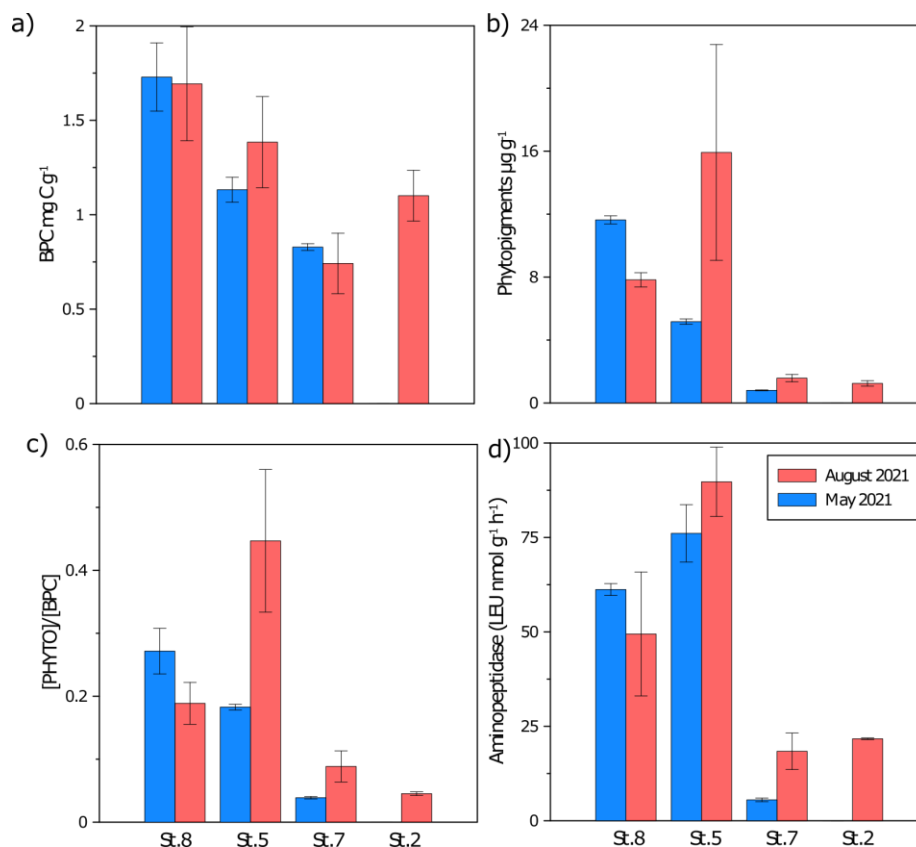 a)
2
1.5
1
0.5
0
BPC mg C g⁻¹
b)
24
16
8
0
Phytopigments µg g⁻¹
c)
0.6
0.4
0.2
0
[PHYTO]/[BPC]
St.8 St.5 St.7 St.2
d)
100
75
50
25
0
Aminopeptidase (LEU nmol g⁻¹ h⁻¹)
August 2021
May 2021
St.8 St.5 St.7 St.2